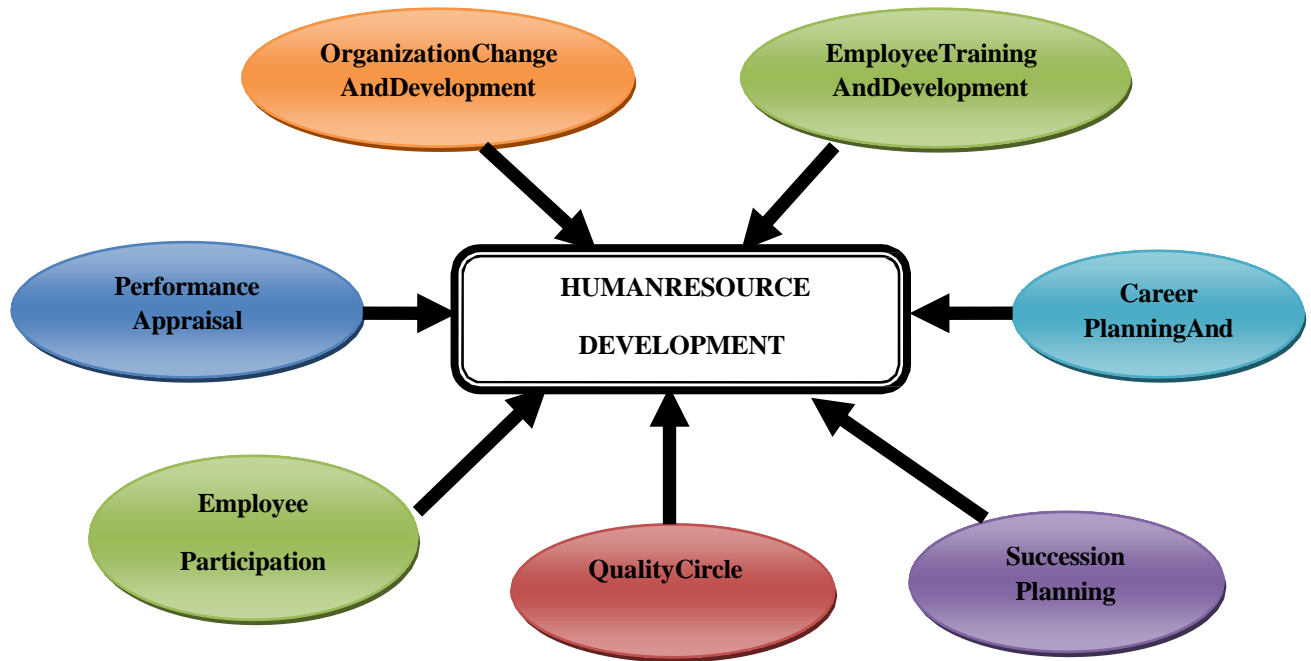 OrganizationChange
AndDevelopment
EmployeeTraining
AndDevelopment
Performance
Appraisal
HUMANRESOURCE
DEVELOPMENT
Career
PlanningAnd
Employee
Participation
QualityCircle
Succession
Planning